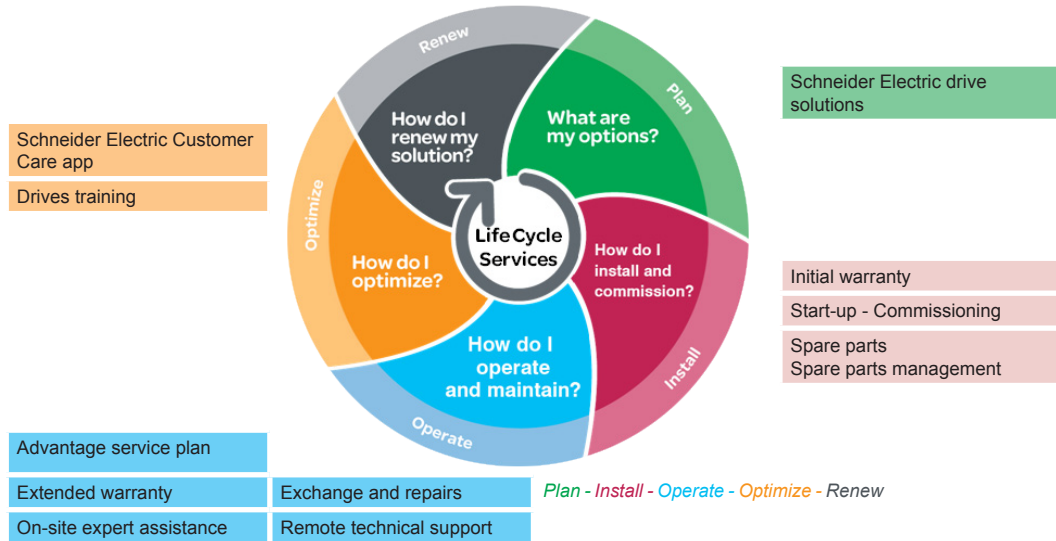 Renew
Plan
Schneider Electric drive
solutions
How do I
renew my
solution?
What are
my options?
Schneider Electric Customer
Care app
Drives training
Optimize
LifeCycle
Services
How do I
optimize?
How do I
install and
commission?
Initial warranty
Start-up - Commissioning
Spare parts
Spare parts management
How do I
operate
and maintain?
Install
Operate
Advantage service plan
Extended warranty
Exchange and repairs
Plan - Install - Operate - Optimize - Renew
On-site expert assistance
Remote technical support